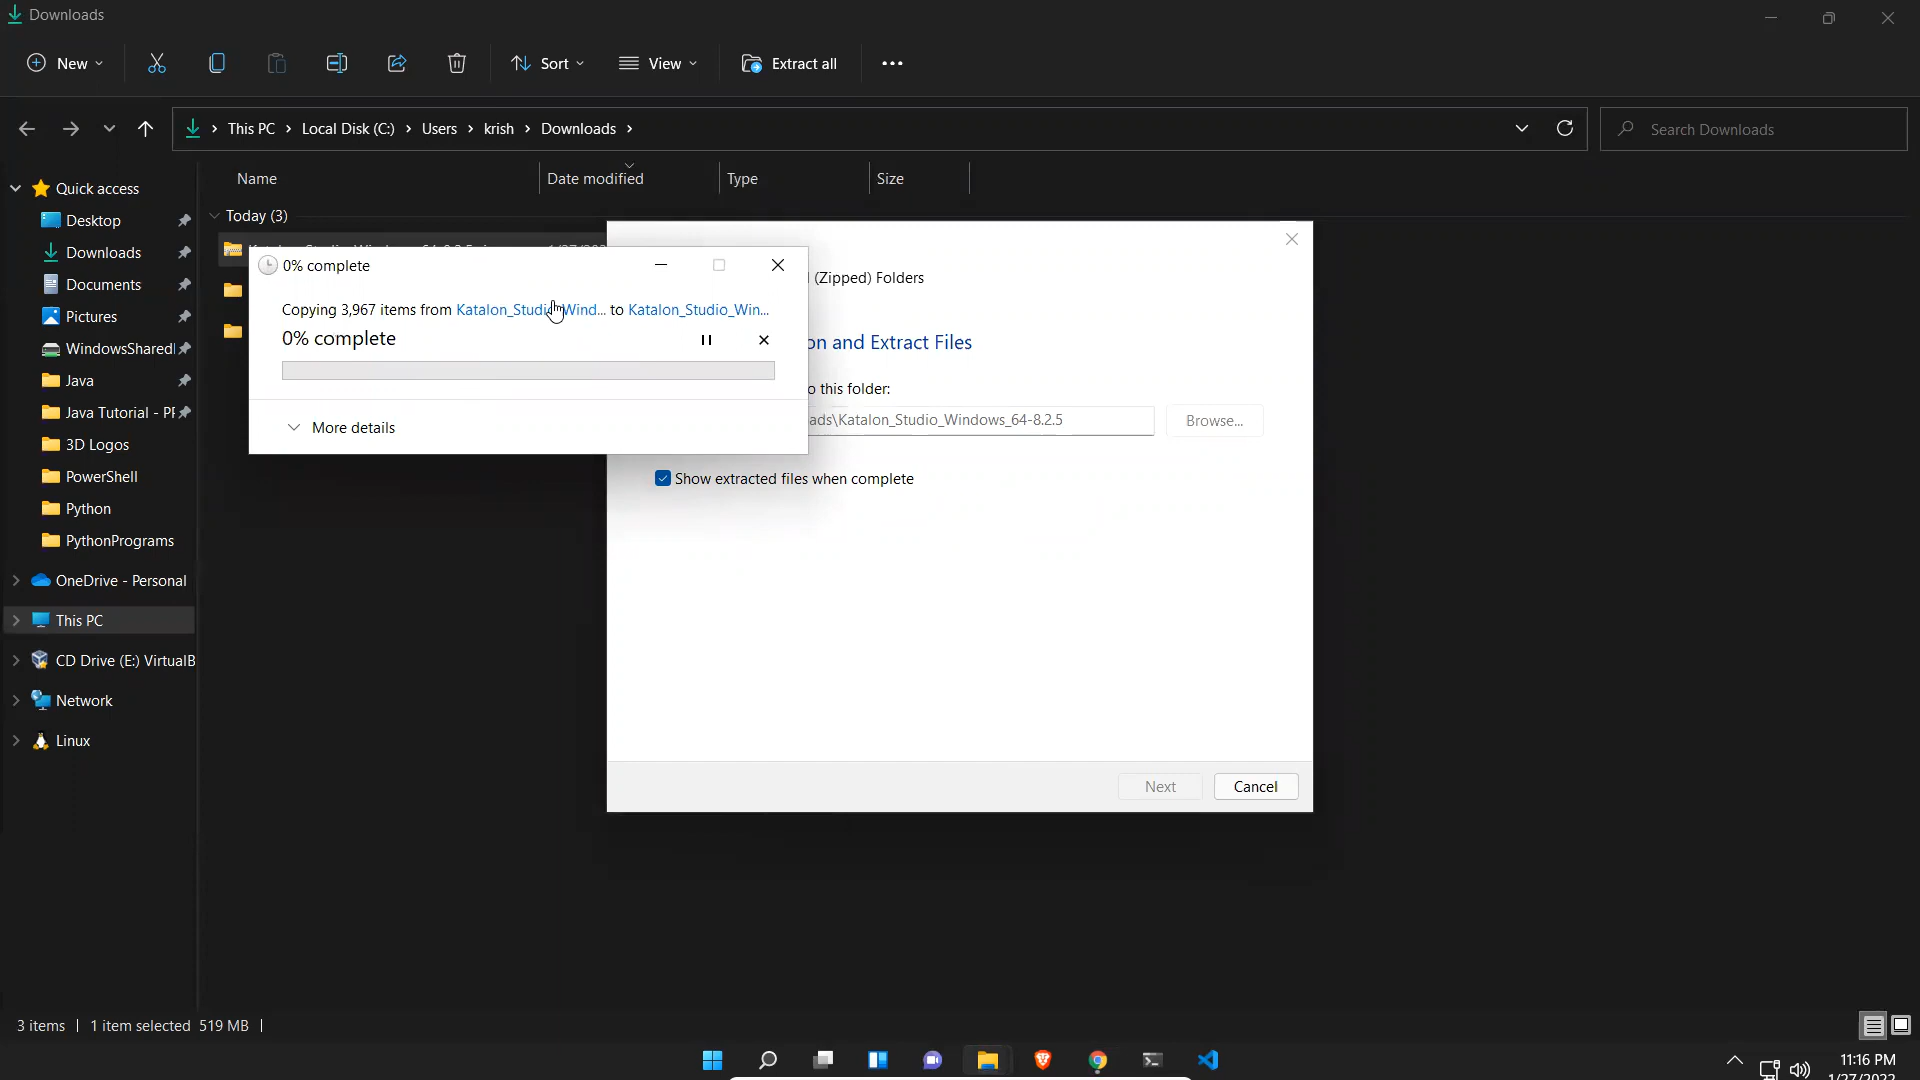 Downloads
New
Sort
View
Extract all
This PC
Local Disk (C:)
Users
krish
Downloads
Search Downloads
Name
Date modified
Type
Size
Quick access
Today (3)
Desktop
Downloads
Documents
Pictures
WindowsShared
Java
Java Tutorial - PF
3D Logos
PowerShell
Python
PythonPrograms
OneDrive - Personal
This PC
CD Drive (E:) VirtualB
Network
Linux
0% complete
Copying 3,967 items from Katalon_Studio_Wind... to Katalon_Studio_Win...
0% complete
More details
(Zipped) Folders
on and Extract Files
o this folder:
ads\Katalon_Studio_Windows_64-8.2.5
Browse...
Show extracted files when complete
Next
Cancel
3 items
1 item selected 519 MB
11:16 PM
1/27/2022